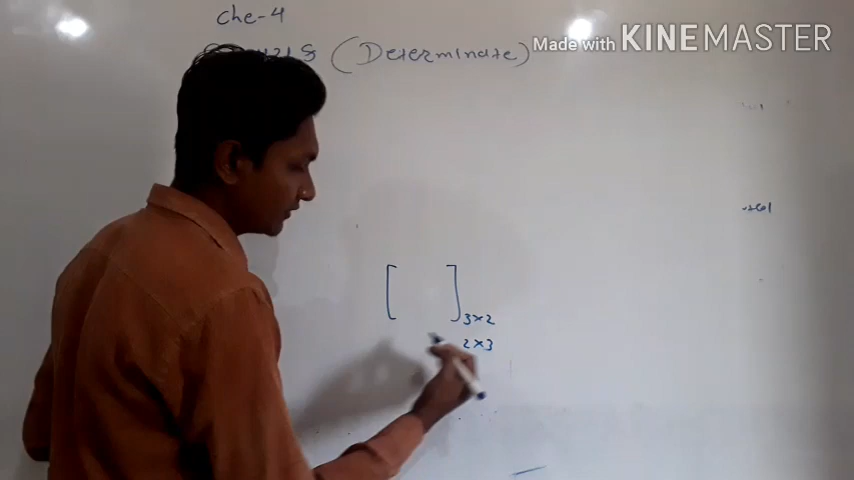 Che-4
(Determinate)
Made with KINEMASTER
[ ]3×2
2×3